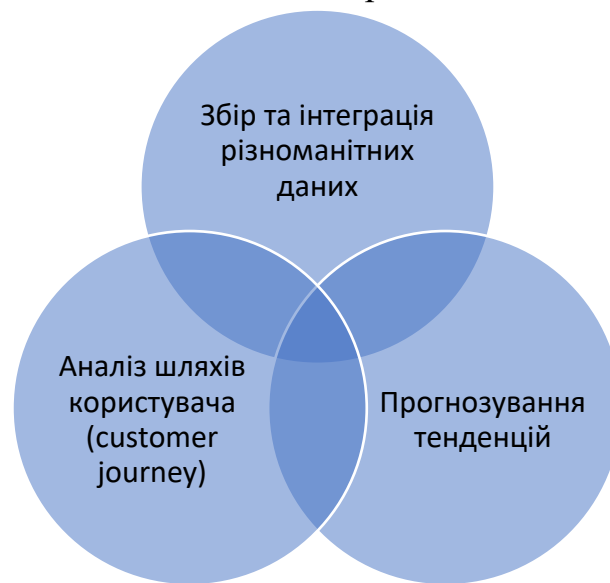 Збір та інтеграція
різноманітних
даних
Аналіз шляхів
користувача
(customer
journey)
Прогнозування
тенденцій